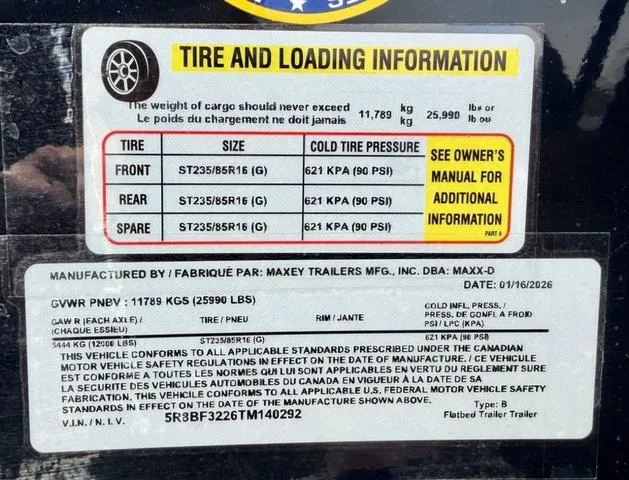 TIRE AND LOADING INFORMATION
The weight of cargo should never exceed 11,789 kg 25,990 lbs or
Le poids du chargement ne doit jamais kg lb ou
TIRE SIZE COLD TIRE PRESSURE
FRONT ST235/85R16 (G) 621 KPA (90 PSI)
REAR ST235/85R16 (G) 621 KPA (90 PSI)
SPARE ST235/85R16 (G) 621 KPA (90 PSI)
SEE OWNER'S
MANUAL FOR
ADDITIONAL
INFORMATION
PART #
MANUFACTURED BY / FABRIQUÉ PAR: MAXEY TRAILERS MFG., INC. DBA: MAXX-D
DATE: 01/16/2026
GVWR PNBV : 11789 KGS (25990 LBS)
GAW R (EACH AXLE) / TIRE / PNEU RIM / JANTE COLD INFL. PRESS. /
(CHAQUE ESSIEU) PRESS. DE GONFL A FROID
PSI / LPC (KPA)
5444 KG (12000 LBS) ST235/85R16 (G) 621 KPA (90 PSI)
THIS VEHICLE CONFORMS TO ALL APPLICABLE STANDARDS PRESCRIBED UNDER THE CANADIAN
MOTOR VEHICLE SAFETY REGULATIONS IN EFFECT ON THE DATE OF MANUFACTURE. / CE VEHICULE
EST CONFORME A TOUTES LES NORMES QUI LUI SONT APPLICABLES EN VERTU DU REGLEMENT SURE
LA SECURITE DES VEHICULES AUTOMOBILES DU CANADA EN VIGUEUR À LA DATE DE SA
FABRICATION. THIS VEHICILE CONFORMS TO ALL APPLICABLE U.S. FEDERAL MOTOR VEHICLE SAFETY
STANDARDS IN EFFECT ON THE DATE OF MANUFACTURE SHOWN ABOVE.
V.I.N. / N. I. V. 5R8BF3226TM140292
Type: B
Flatbed Trailer Trailer